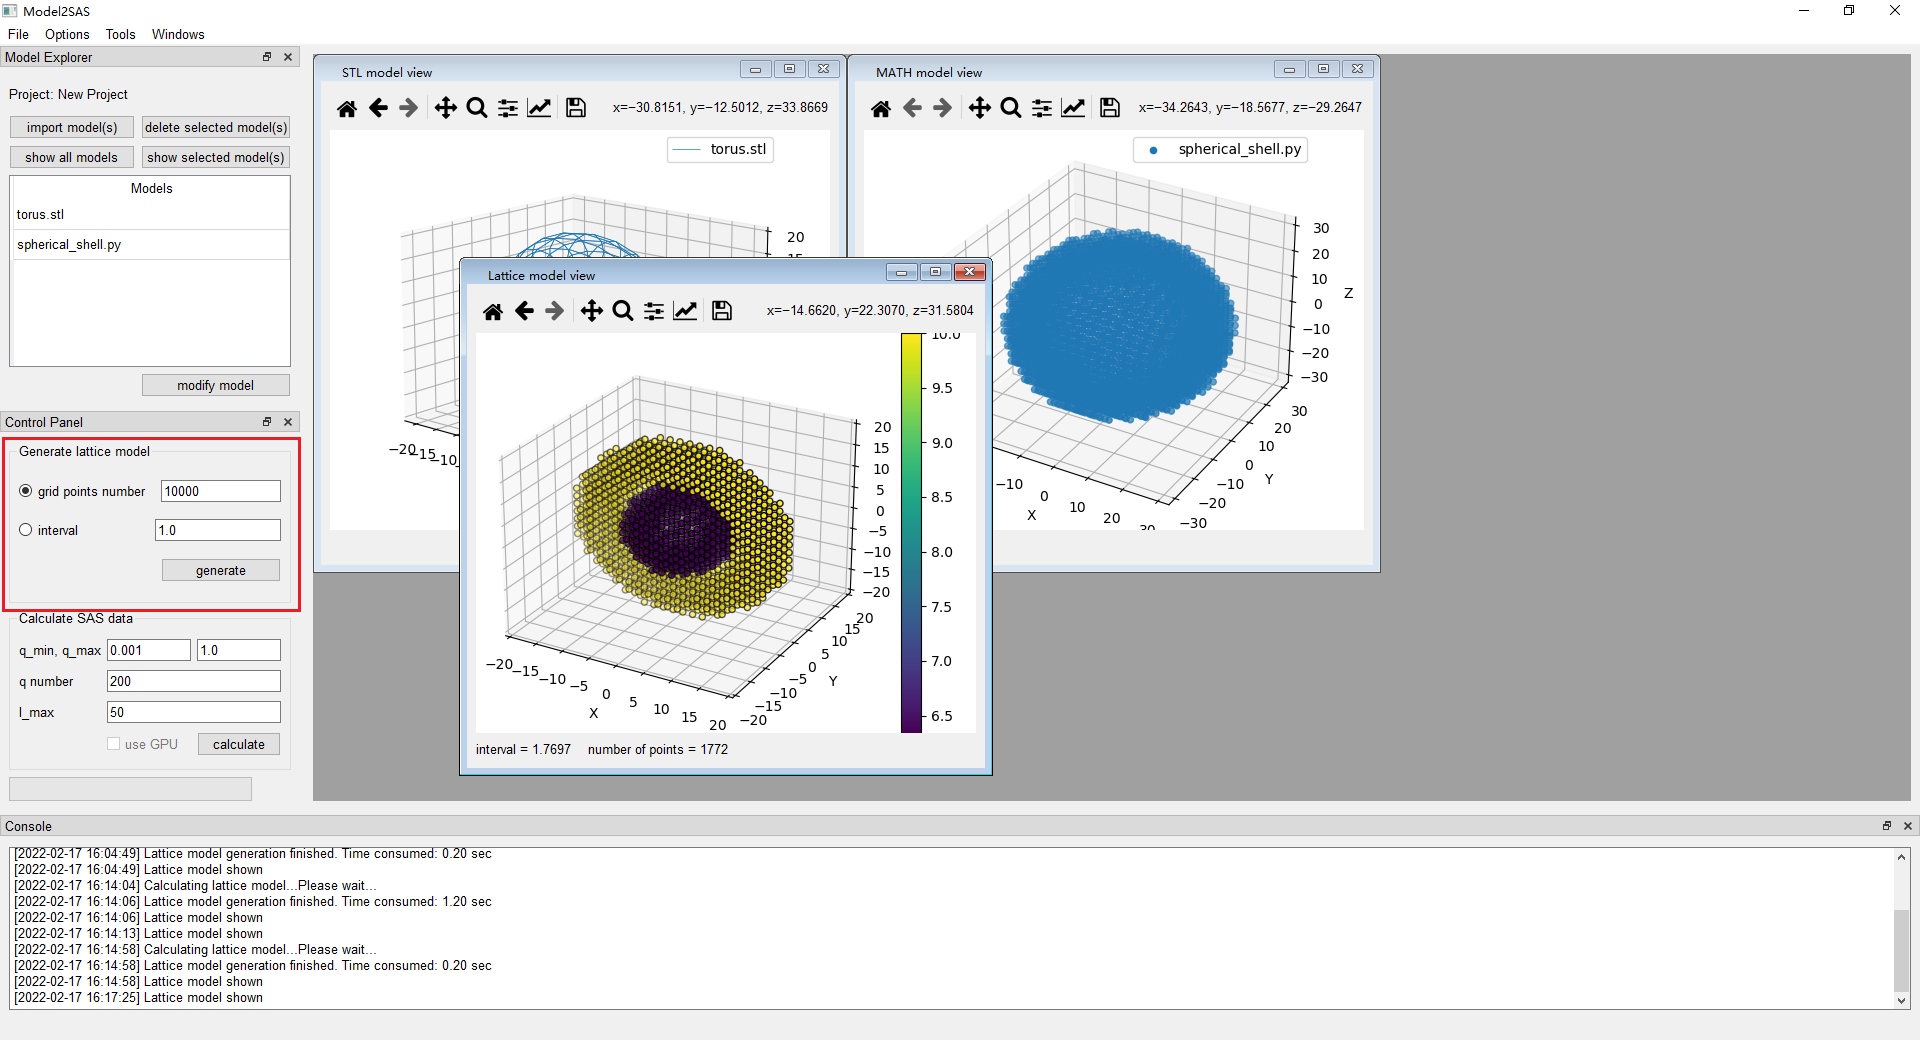 Model2SAS
File Options Tools Windows
Model Explorer
Project: New Project
import model(s) delete selected model(s)
show all models show selected model(s)
Models
torus.stl
spherical_shell.py
modify model
Control Panel
Generate lattice model
grid points number 10000
interval 1.0
generate
Calculate SAS data
q_min, q_max 0.001 1.0
q number 200
l_max 50
use GPU calculate
STL model view
x=−30.8151, y=−12.5012, z=33.8669
torus.stl
20
15
−20 −15 −10
MATH model view
x=−34.2643, y=−18.5677, z=−29.2647
spherical_shell.py
30
20
10
0
−10
−20
−30
Z
30
20
10
0
−10
−20
−30
Y
−10
0
10
20
30
X
Lattice model view
x=−14.6620, y=22.3070, z=31.5804
10.0
9.5
9.0
8.5
8.0
7.5
7.0
6.5
20
15
10
5
0
−5
−10
−15
−20
20
15
10
5
0
−5
−10
−15
−20
Y
−20
−15
−10
−5
0
5
10
15
20
X
interval = 1.7697 number of points = 1772
Console
[2022-02-17 16:04:49] Lattice model generation finished. Time consumed: 0.20 sec
[2022-02-17 16:04:49] Lattice model shown
[2022-02-17 16:14:04] Calculating lattice model...Please wait...
[2022-02-17 16:14:06] Lattice model generation finished. Time consumed: 1.20 sec
[2022-02-17 16:14:06] Lattice model shown
[2022-02-17 16:14:13] Lattice model shown
[2022-02-17 16:14:58] Calculating lattice model...Please wait...
[2022-02-17 16:14:58] Lattice model generation finished. Time consumed: 0.20 sec
[2022-02-17 16:14:58] Lattice model shown
[2022-02-17 16:17:25] Lattice model shown